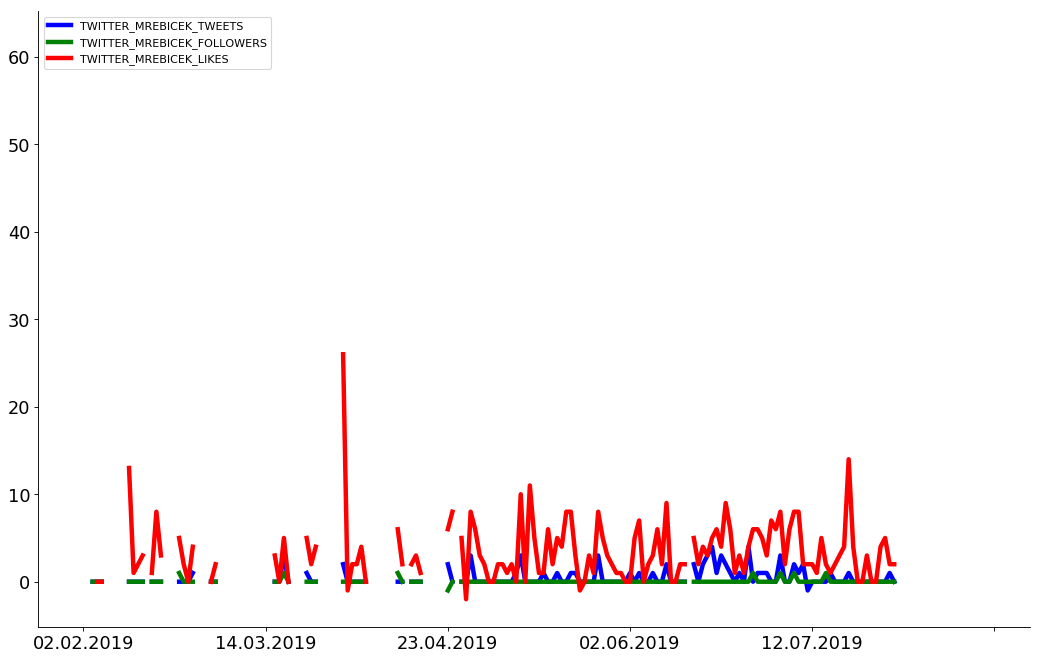 TWITTER_MREBICEK_TWEETS
TWITTER_MREBICEK_FOLLOWERS
TWITTER_MREBICEK_LIKES
60
50
40
30
20
10
0
02.02.2019 14.03.2019 23.04.2019 02.06.2019 12.07.2019